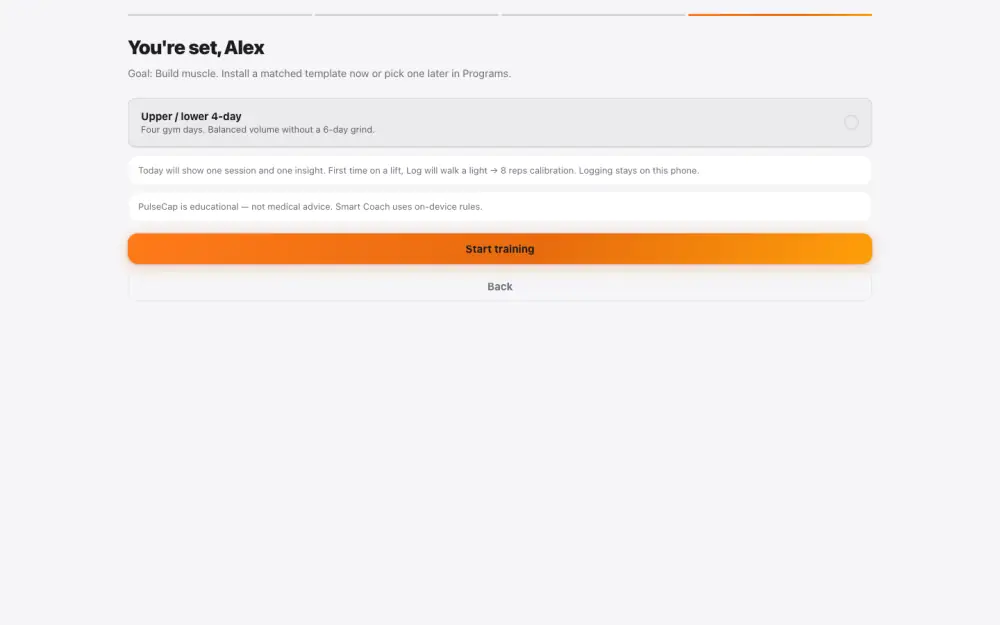 You're set, Alex
Goal: Build muscle. Install a matched template now or pick one later in Programs.
Upper / lower 4-day
Four gym days. Balanced volume without a 6-day grind.
Today will show one session and one insight. First time on a lift, Log will walk a light → 8 reps calibration. Logging stays on this phone.
PulseCap is educational — not medical advice. Smart Coach uses on-device rules.
Start training
Back